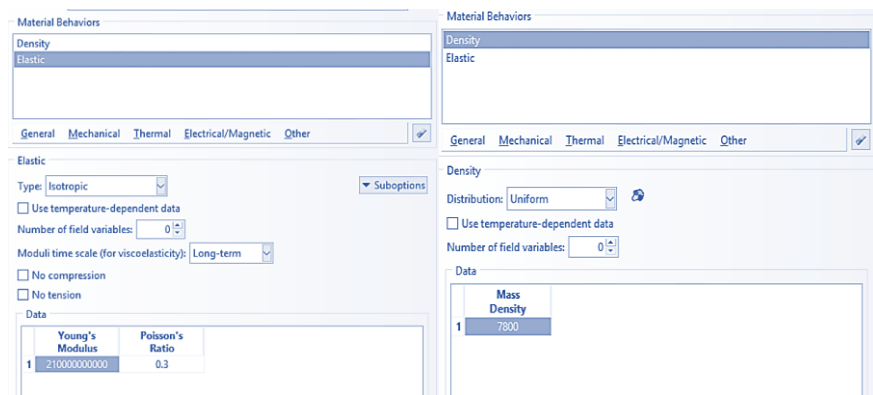 Material Behaviors
Density
Elastic
General Mechanical Thermal Electrical/Magnetic Other
Elastic
Type: Isotropic
Suboptions
Use temperature-dependent data
Number of field variables: 0
Moduli time scale (for viscoelasticity): Long-term
No compression
No tension
Data
Young's Poisson's
Modulus Ratio
1 210000000000 0.3
Material Behaviors
Density
Elastic
General Mechanical Thermal Electrical/Magnetic Other
Density
Distribution: Uniform
Use temperature-dependent data
Number of field variables: 0
Data
Mass
Density
1 7800